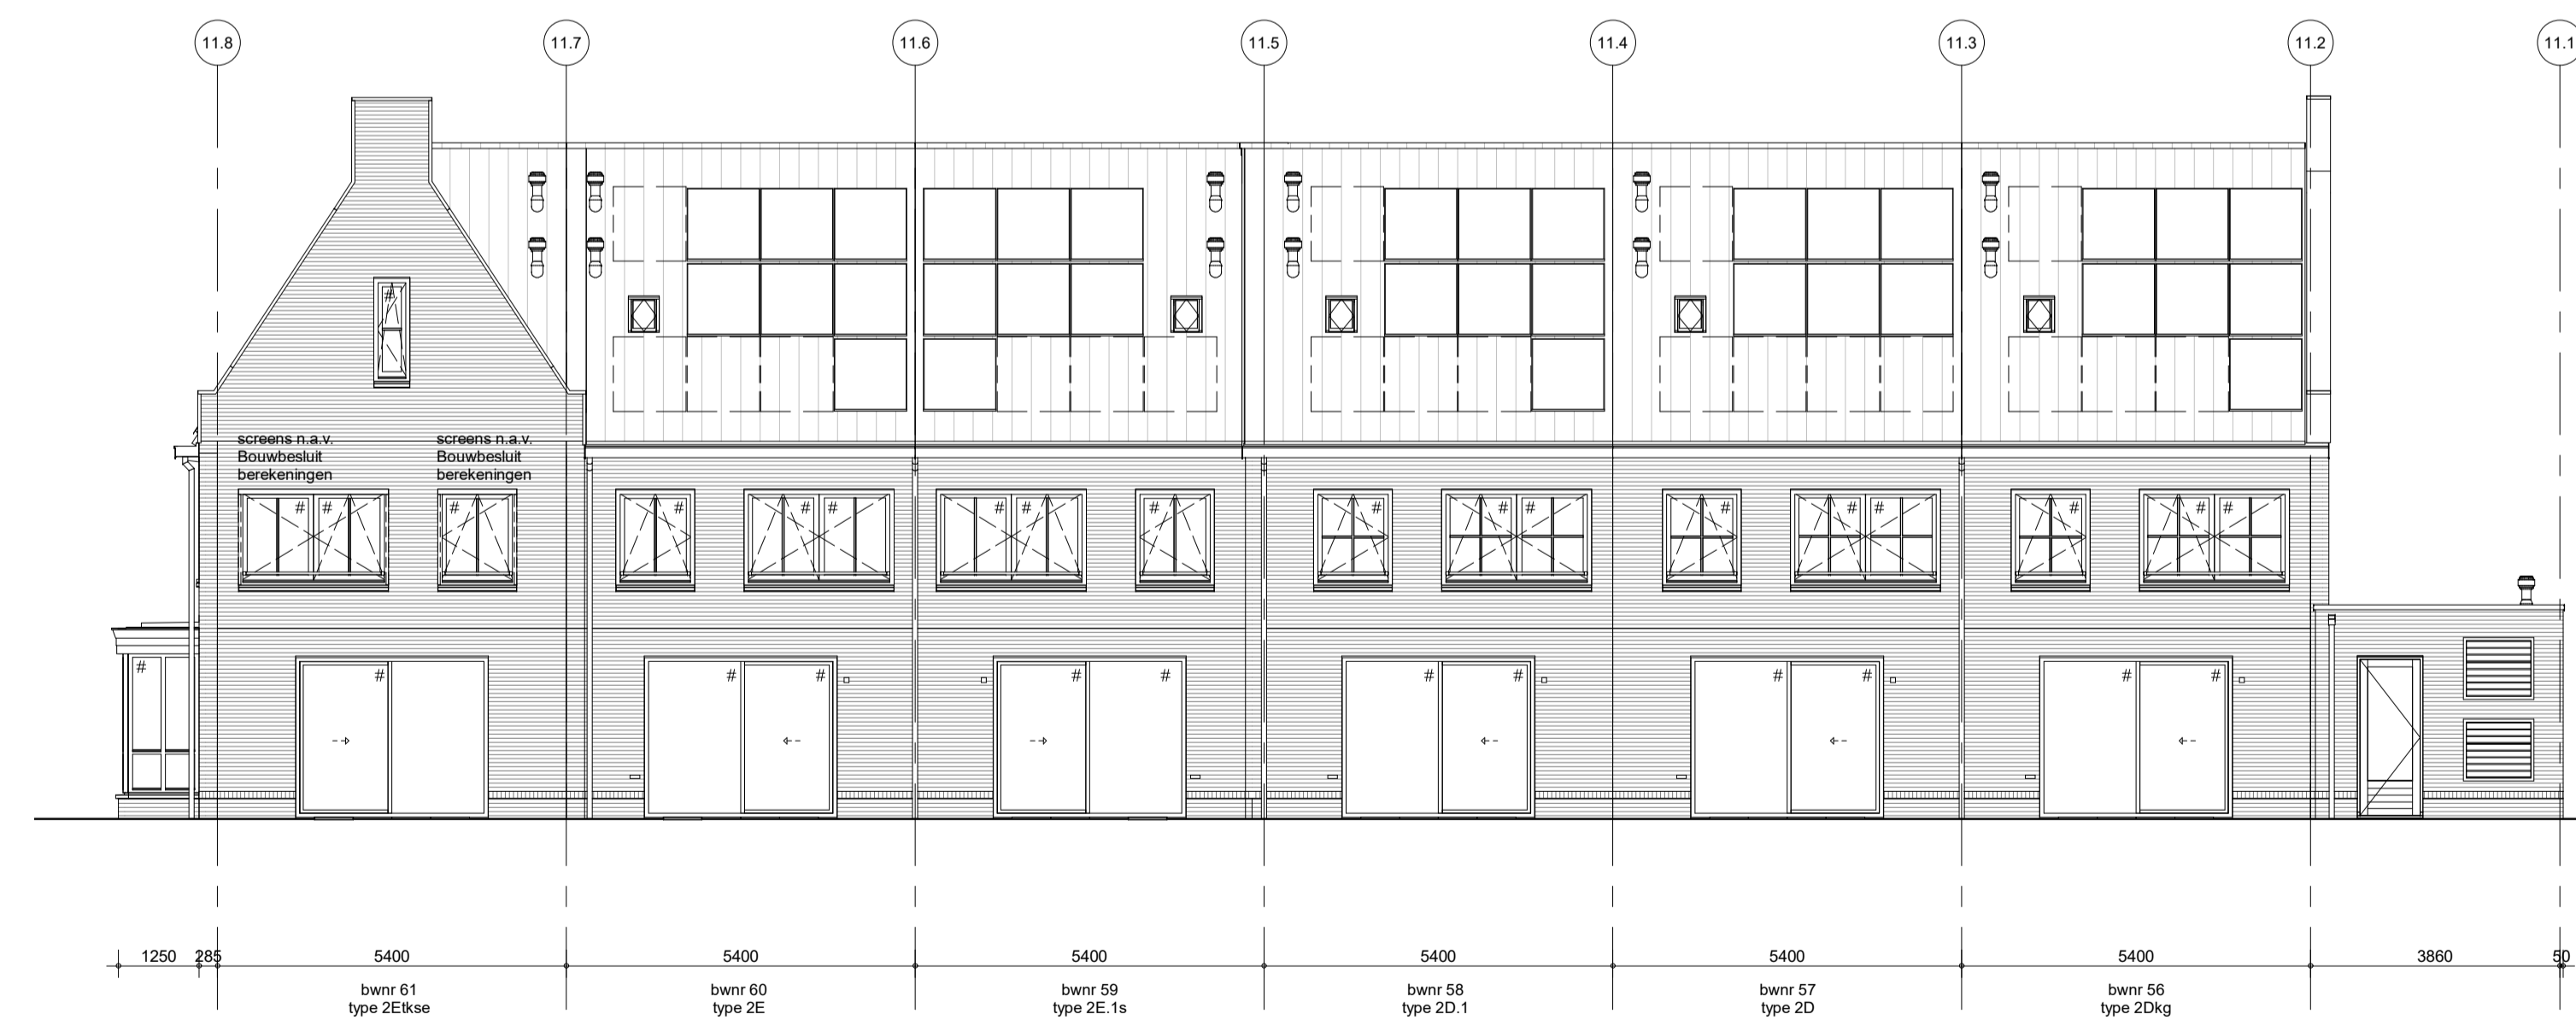 11.8
11.7
11.6
11.5
11.4
11.3
11.2
11.1
#
screens n.a.v.
Bouwbesluit
berekeningen
screens n.a.v.
Bouwbesluit
berekeningen
# # # # # # # # # # # # # # # # # #
# # # # # # # # # # # #
1250 285 5400 5400 5400 5400 5400 5400 3860 50
bwnr 61
type 2Etkse
bwnr 60
type 2E
bwnr 59
type 2E.1s
bwnr 58
type 2D.1
bwnr 57
type 2D
bwnr 56
type 2Dkg